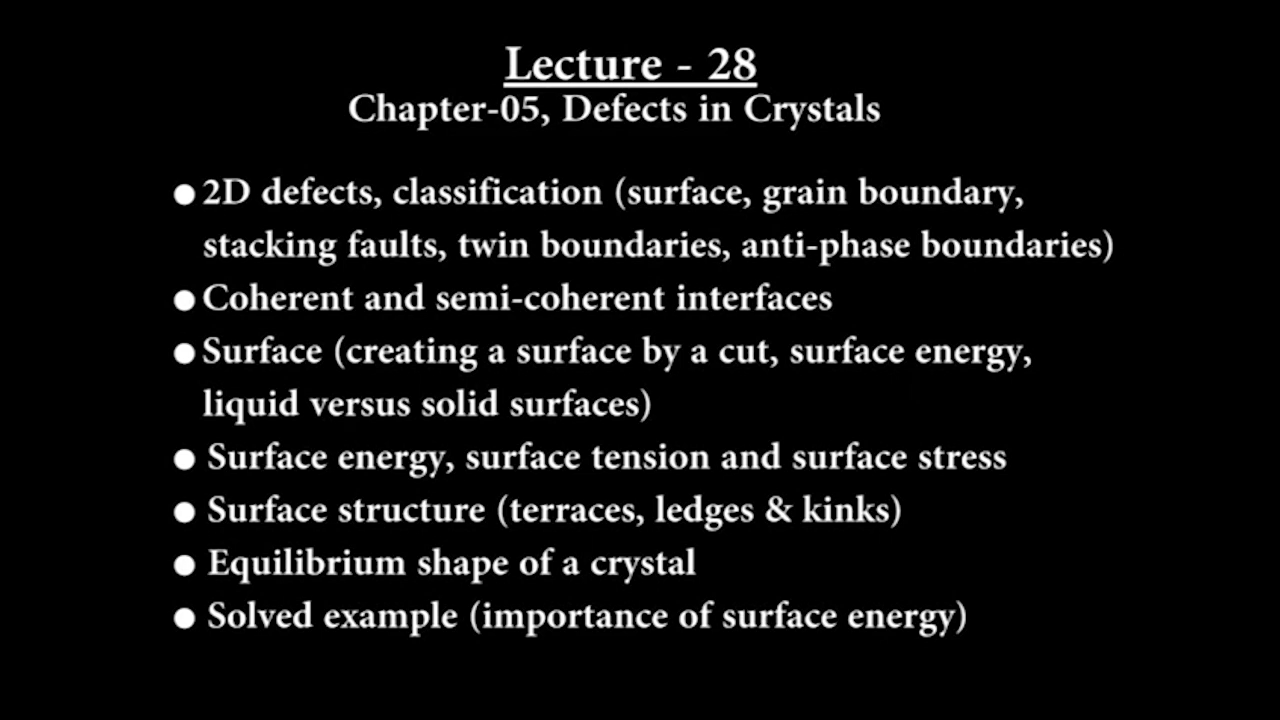 Lecture - 28
Chapter-05, Defects in Crystals
● 2D defects, classification (surface, grain boundary,
stacking faults, twin boundaries, anti-phase boundaries)
● Coherent and semi-coherent interfaces
● Surface (creating a surface by a cut, surface energy,
liquid versus solid surfaces)
● Surface energy, surface tension and surface stress
● Surface structure (terraces, ledges & kinks)
● Equilibrium shape of a crystal
● Solved example (importance of surface energy)